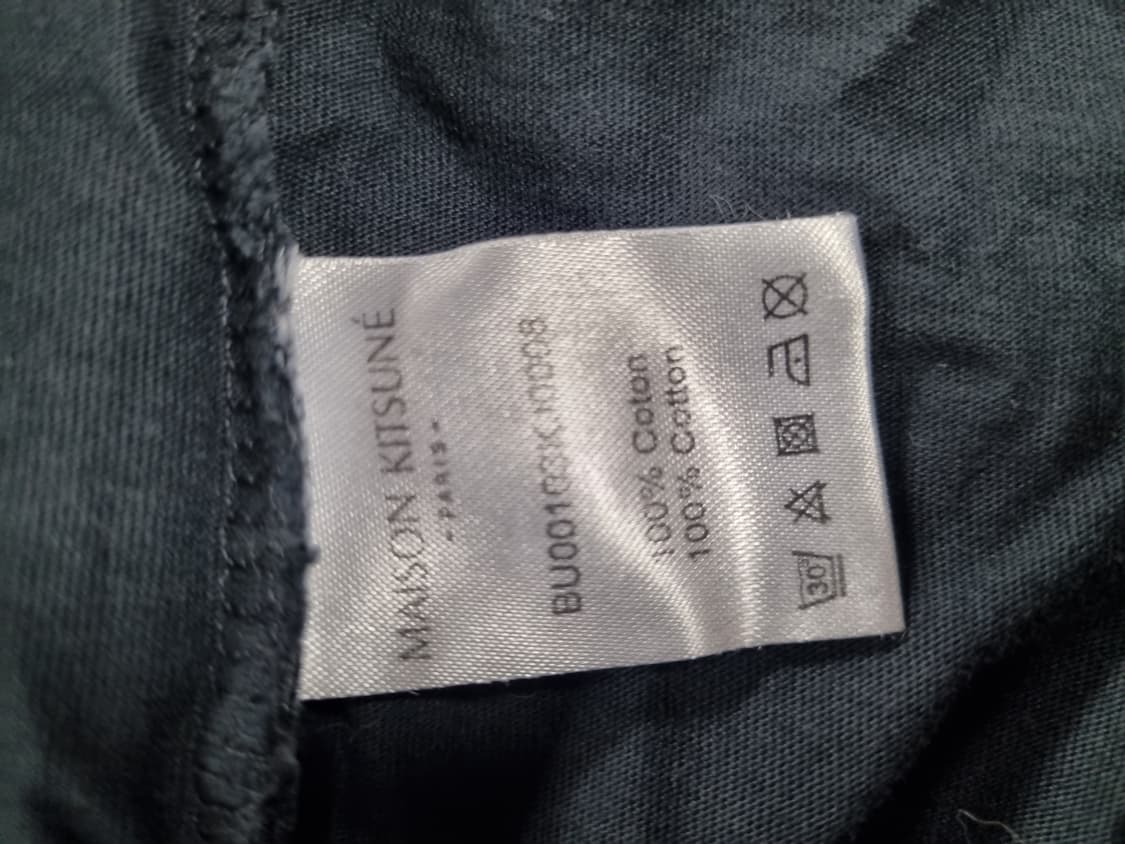 MAISON KITSUNÉ
- PARIS -
100% Coton
100% Cotton
30°